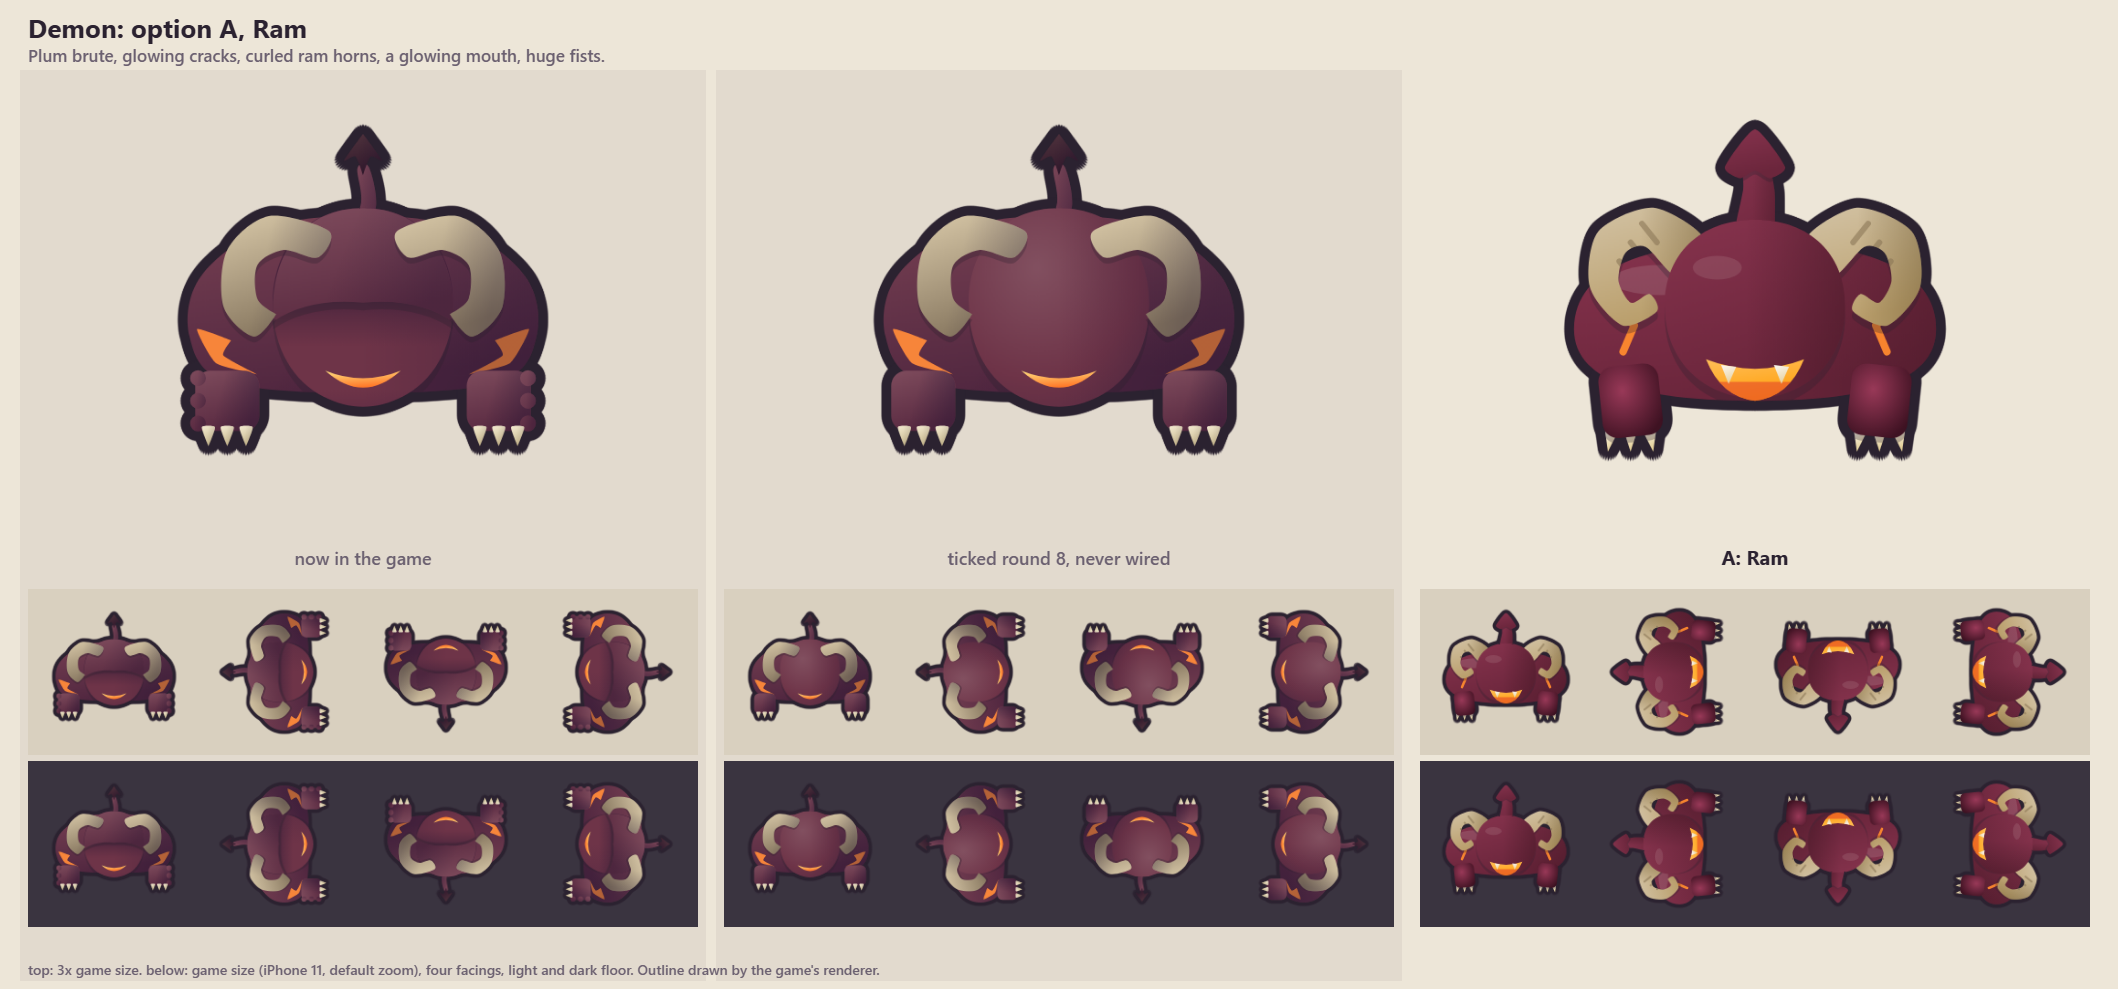 Demon: option A, Ram
Plum brute, glowing cracks, curled ram horns, a glowing mouth, huge fists.
now in the game
ticked round 8, never wired
A: Ram
top: 3x game size. below: game size (iPhone 11, default zoom), four facings, light and dark floor. Outline drawn by the game's renderer.